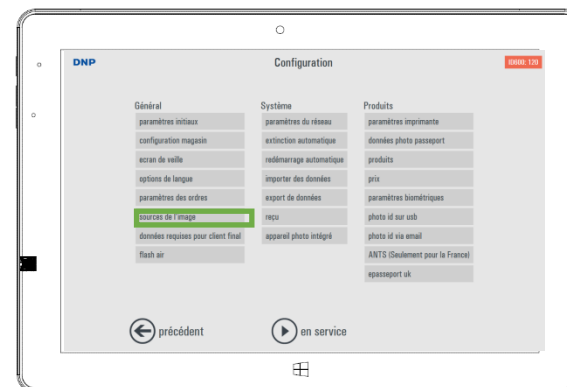 DNP
Configuration
ID600: 120
Général
paramètres initiaux
configuration magasin
ecran de veille
options de langue
paramètres des ordres
sources de l'image
données requises pour client final
flash air
Système
paramètres du réseau
extinction automatique
redémarrage automatique
importer des données
export de données
reçu
appareil photo intégré
Produits
paramètres imprimante
données photo passeport
produits
prix
paramètres biométriques
photo id sur usb
photo id via email
ANTS (Seulement pour la France)
epasseport uk
précédent
en service